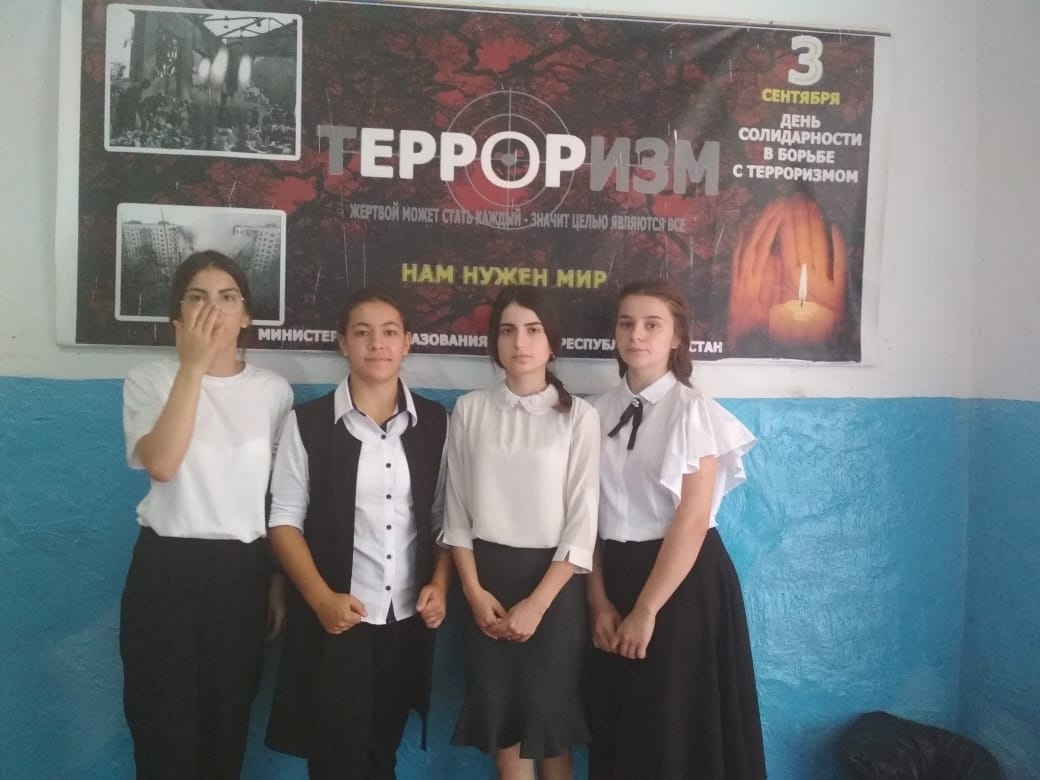 3
СЕНТЯБРЯ
ДЕНЬ
СОЛИДАРНОСТИ
В БОРЬБЕ
С ТЕРРОРИЗМОМ
ТЕРРОРИЗМ
ЖЕРТВОЙ МОЖЕТ СТАТЬ КАЖДЫЙ - ЗНАЧИТ ЦЕЛЬЮ ЯВЛЯЮТСЯ ВСЕ
НАМ НУЖЕН МИР